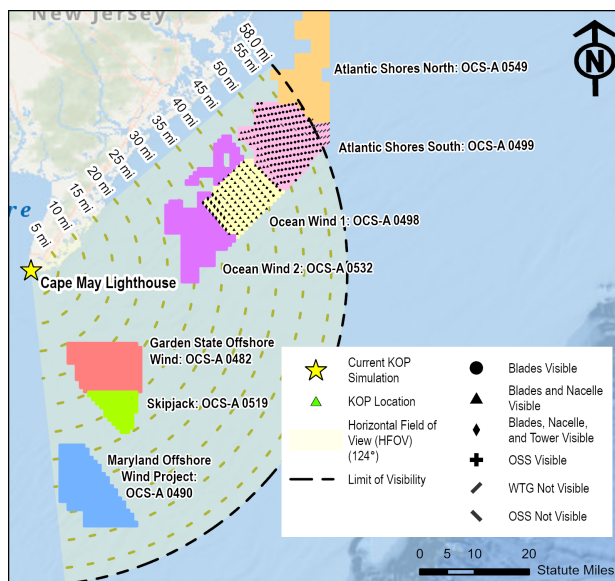 New Jersey
58.0 mi
55 mi
50 mi
45 mi
40 mi
35 mi
30 mi
25 mi
20 mi
15 mi
10 mi
5 mi
re
N
Atlantic Shores North: OCS-A 0549
Atlantic Shores South: OCS-A 0499
Ocean Wind 1: OCS-A 0498
Ocean Wind 2: OCS-A 0532
Cape May Lighthouse
Garden State Offshore
Wind: OCS-A 0482
Skipjack: OCS-A 0519
Maryland Offshore
Wind Project:
OCS-A 0490
Current KOP
Simulation
KOP Location
Horizontal Field of
View (HFOV)
(124°)
Limit of Visibility
Blades Visible
Blades and Nacelle
Visible
Blades, Nacelle,
and Tower Visible
OSS Visible
WTG Not Visible
OSS Not Visible
0 5 10 20
Statute Miles